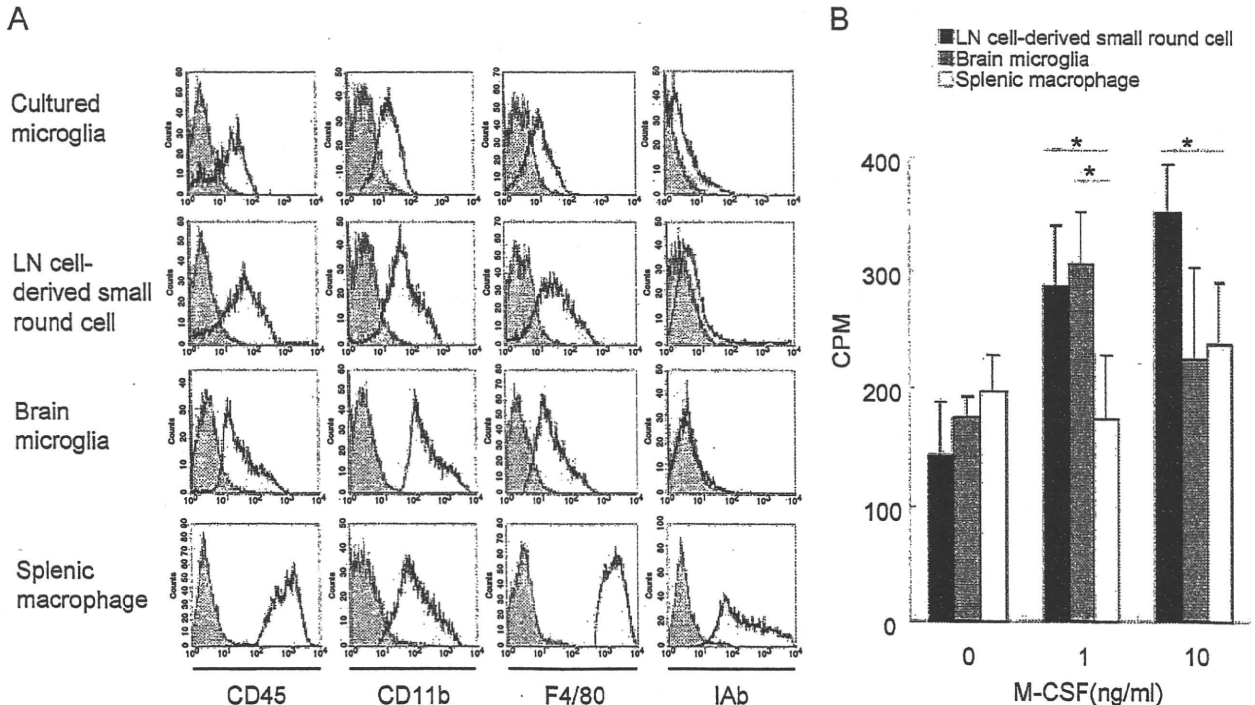 A
B
Cultured
microglia
LN cell-
derived small
round cell
Brain
microglia
Splenic
macrophage
Counts
CD45
CD11b
F4/80
IAb
LN cell-derived small round cell
Brain microglia
Splenic macrophage
* *
*
CPM
400
300
200
100
0
0 1 10
M-CSF(ng/ml)